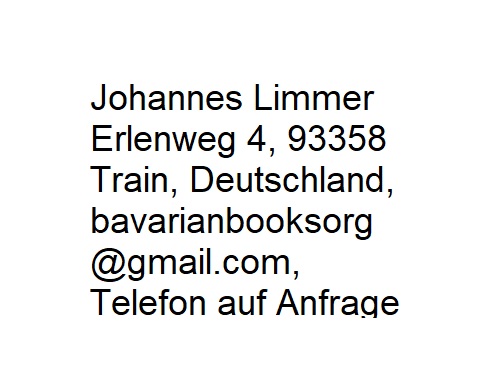 Johannes Limmer
Erlenweg 4, 93358
Train, Deutschland,
bavarianbooksorg
@gmail.com,
Telefon auf Anfrage